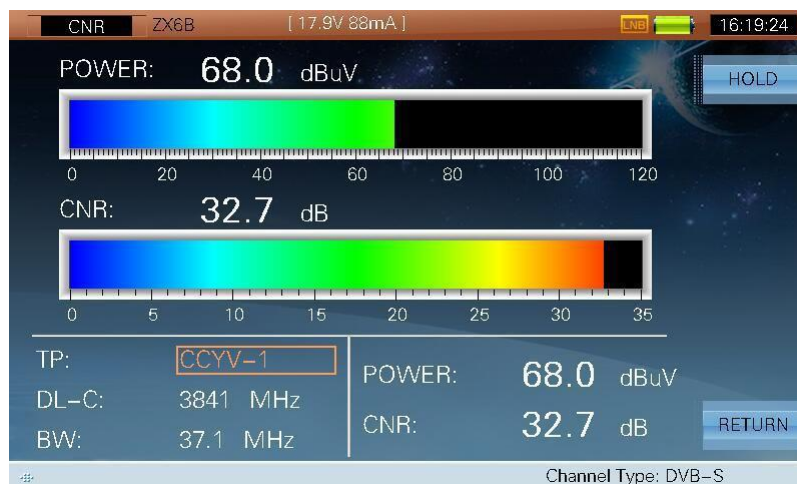 CNR ZX6B [ 17.9V 88mA ] LNB 16:19:24
POWER: 68.0 dBuV
HOLD
0 20 40 60 80 100 120
CNR: 32.7 dB
0 5 10 15 20 25 30 35
TP: CCYV-1
DL-C: 3841 MHz
BW: 37.1 MHz
POWER: 68.0 dBuV
CNR: 32.7 dB
RETURN
Channel Type: DVB-S